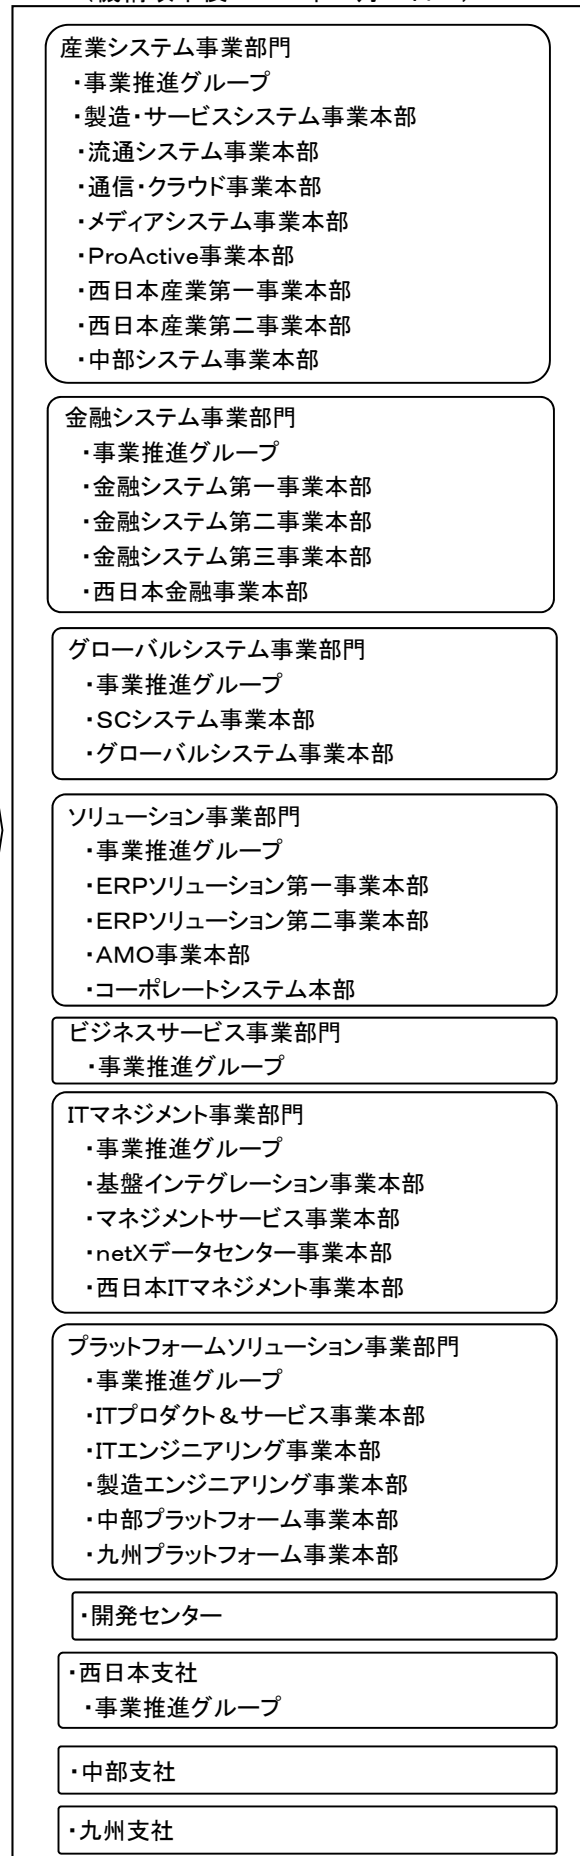 産業システム事業部門
・事業推進グループ
・製造・サービスシステム事業本部
・流通システム事業本部
・通信・クラウド事業本部
・メディアシステム事業本部
・ProActive事業本部
・西日本産業第一事業本部
・西日本産業第二事業本部
・中部システム事業本部
金融システム事業部門
・事業推進グループ
・金融システム第一事業本部
・金融システム第二事業本部
・金融システム第三事業本部
・西日本金融事業本部
グローバルシステム事業部門
・事業推進グループ
・SCシステム事業本部
・グローバルシステム事業本部
ソリューション事業部門
・事業推進グループ
・ERPソリューション第一事業本部
・ERPソリューション第二事業本部
・AMO事業本部
・コーポレートシステム本部
ビジネスサービス事業部門
・事業推進グループ
ITマネジメント事業部門
・事業推進グループ
・基盤インテグレーション事業本部
・マネジメントサービス事業本部
・netXデータセンター事業本部
・西日本ITマネジメント事業本部
プラットフォームソリューション事業部門
・事業推進グループ
・ITプロダクト＆サービス事業本部
・ITエンジニアリング事業本部
・製造エンジニアリング事業本部
・中部プラットフォーム事業本部
・九州プラットフォーム事業本部
・開発センター
・西日本支社
・事業推進グループ
・中部支社
・九州支社